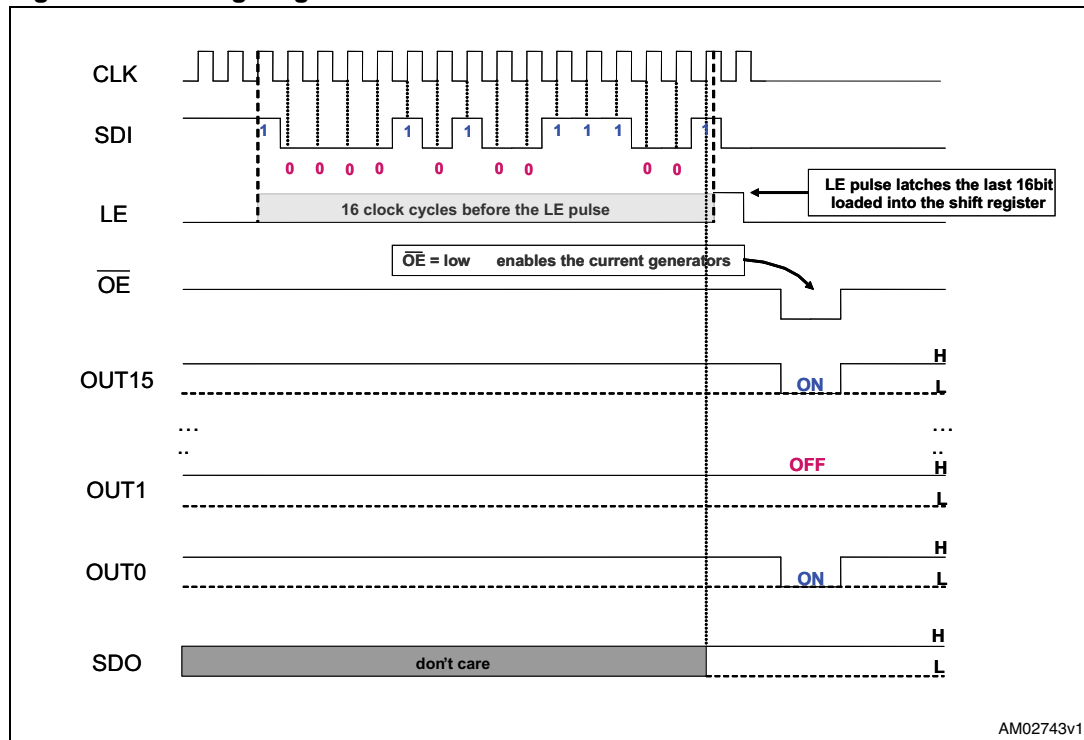 CLK
SDI
1
1
1
1
1
1
1
0
0
0
0
0
0
0
0
0
LE
16 clock cycles before the LE pulse
LE pulse latches the last 16bit
loaded into the shift register
OE = low enables the current generators
OE
H
OUT15
ON
L
...
...
..
..
OFF
H
OUT1
L
H
OUT0
ON
L
H
SDO
don't care
L
AM02743v1